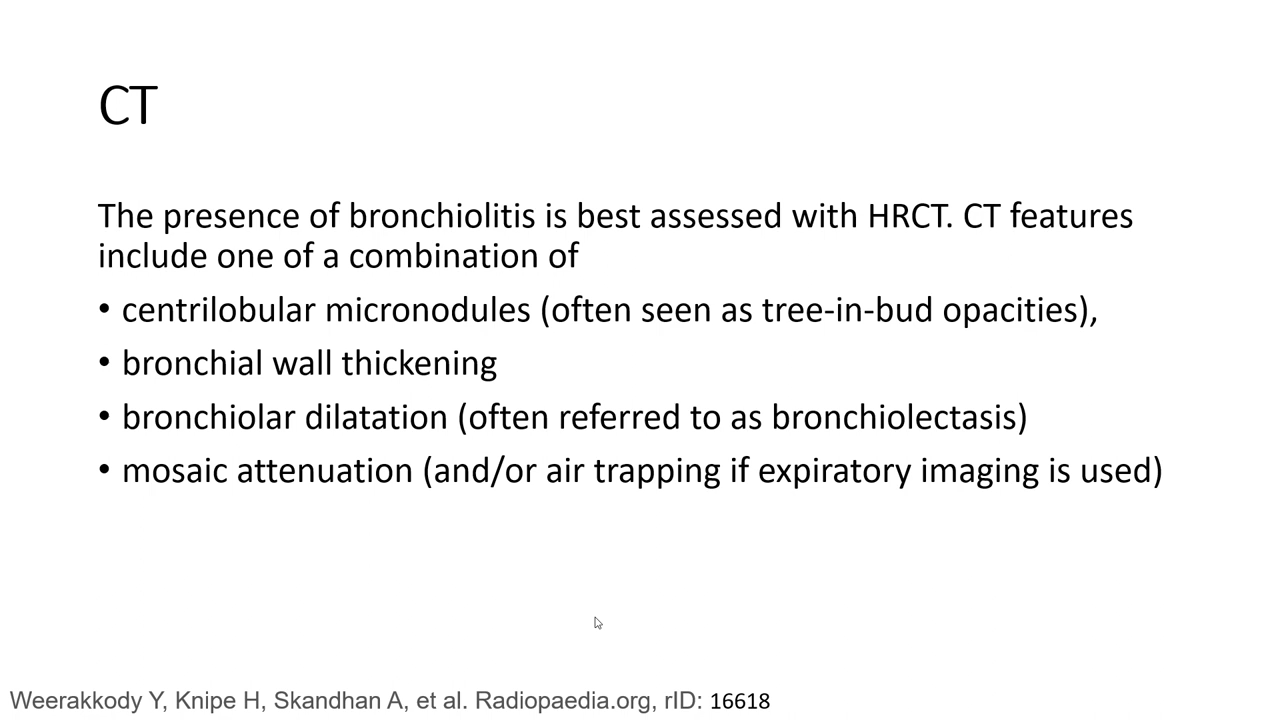 CT
The presence of bronchiolitis is best assessed with HRCT. CT features
include one of a combination of
• centrilobular micronodules (often seen as tree-in-bud opacities),
• bronchial wall thickening
• bronchiolar dilatation (often referred to as bronchiolectasis)
• mosaic attenuation (and/or air trapping if expiratory imaging is used)
Weerakkody Y, Knipe H, Skandhan A, et al. Radiopaedia.org, rID: 16618